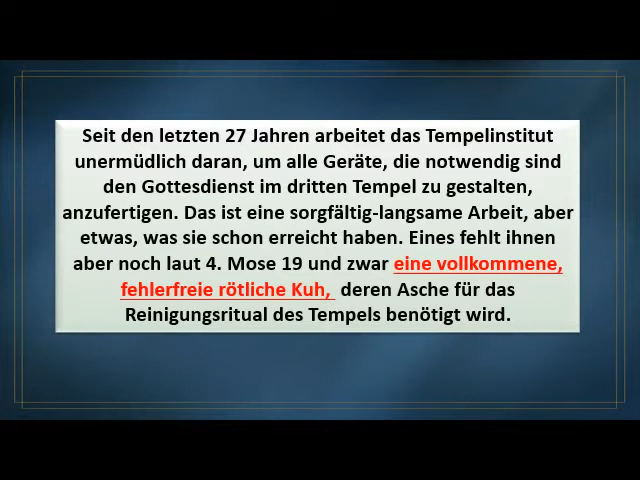 Seit den letzten 27 Jahren arbeitet das Tempelinstitut
unermüdlich daran, um alle Geräte, die notwendig sind
den Gottesdienst im dritten Tempel zu gestalten,
anzufertigen. Das ist eine sorgfältig-langsame Arbeit, aber
etwas, was sie schon erreicht haben. Eines fehlt ihnen
aber noch laut 4. Mose 19 und zwar eine vollkommene,
fehlerfreie rötliche Kuh, deren Asche für das
Reinigungsritual des Tempels benötigt wird.